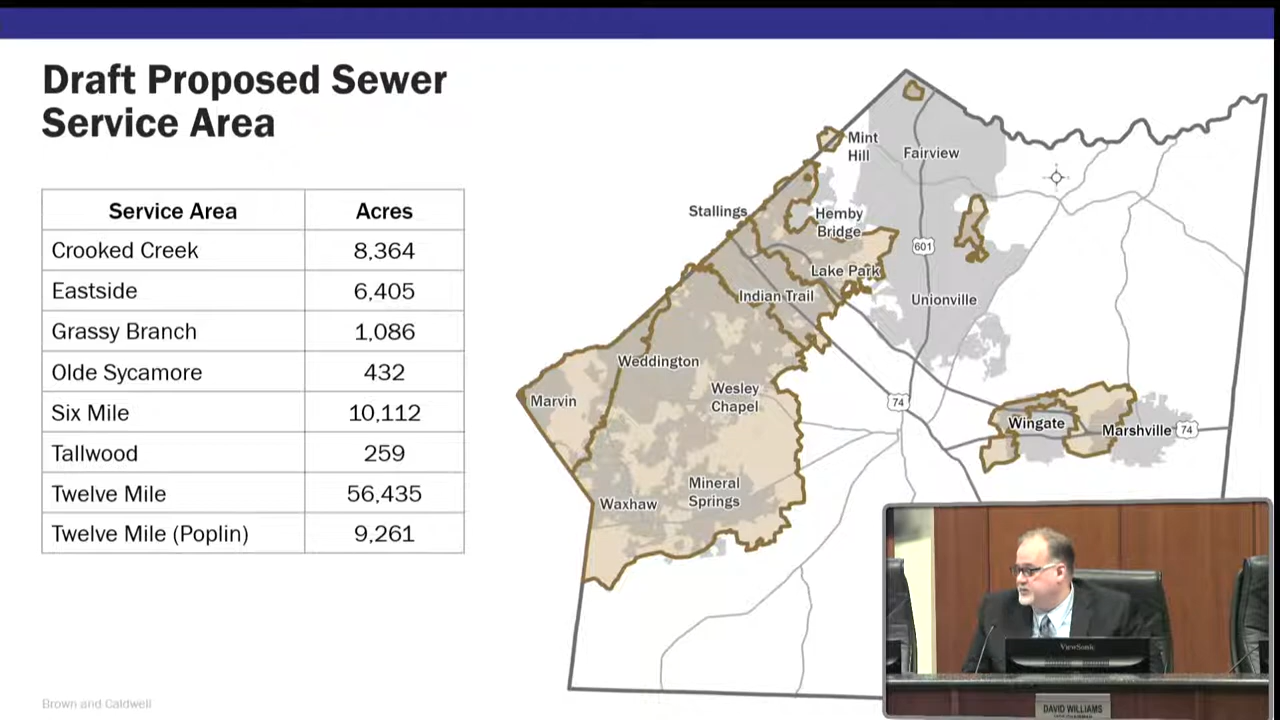 Draft Proposed Sewer
Service Area
Service Area Acres
Crooked Creek 8,364
Eastside 6,405
Grassy Branch 1,086
Olde Sycamore 432
Six Mile 10,112
Tallwood 259
Twelve Mile 56,435
Twelve Mile (Poplin) 9,261
Brown and Caldwell
Mint
Hill
Fairview
Stallings
Hemby
Bridge
601
Lake Park
Indian Trail
Unionville
Weddington
Marvin
Wesley
Chapel
74
Wingate
Marshville
74
Mineral
Springs
Waxhaw
ViewSonic
DAVID WILLIAMS